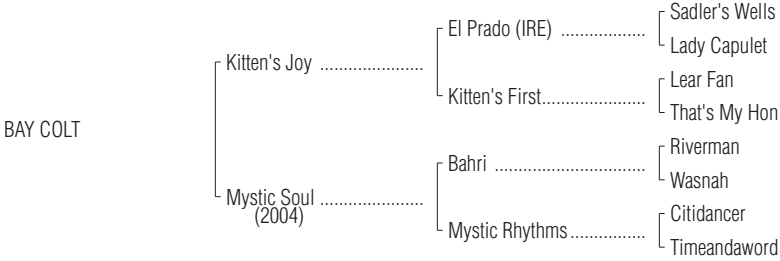 Sadler's Wells
El Prado (IRE) ..................
Lady Capulet
Kitten's Joy ......................
Lear Fan
Kitten's First......................
That's My Hon
BAY COLT
Riverman
Bahri ................................
Wasnah
Mystic Soul ......................
(2004)
Citidancer
Mystic Rhythms................
Timeandaword